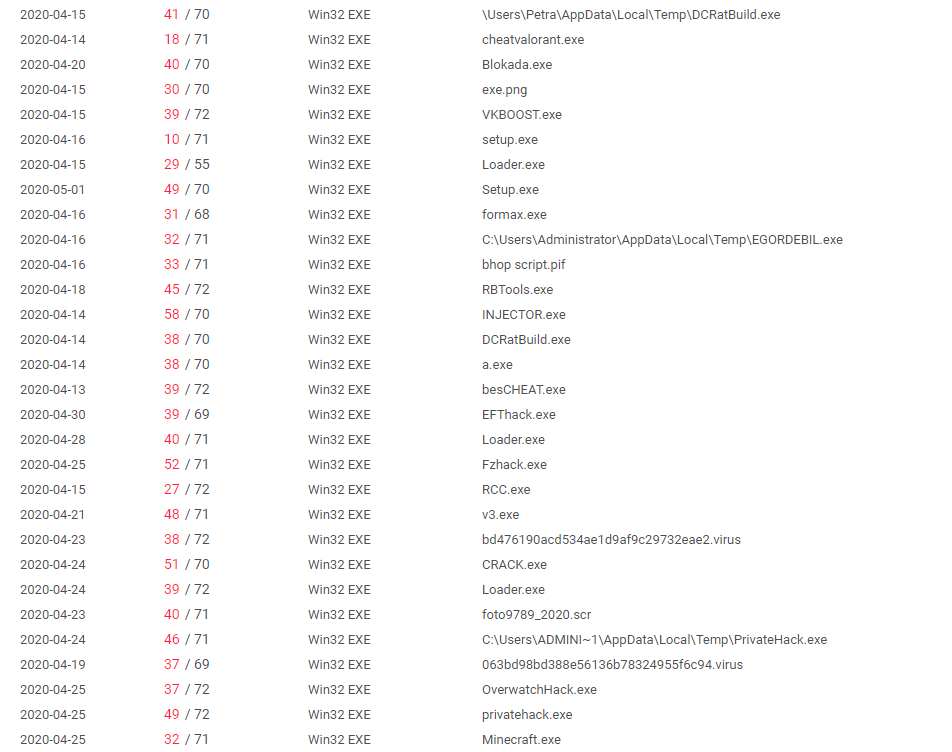 2020-04-15 41 / 70 Win32 EXE \Users\Petra\AppData\Local\Temp\DCRatBuild.exe
2020-04-14 18 / 71 Win32 EXE cheatvalorant.exe
2020-04-20 40 / 70 Win32 EXE Blokada.exe
2020-04-15 30 / 70 Win32 EXE exe.png
2020-04-15 39 / 72 Win32 EXE VKBOOST.exe
2020-04-16 10 / 71 Win32 EXE setup.exe
2020-04-15 29 / 55 Win32 EXE Loader.exe
2020-05-01 49 / 70 Win32 EXE Setup.exe
2020-04-16 31 / 68 Win32 EXE formax.exe
2020-04-16 32 / 71 Win32 EXE C:\Users\Administrator\AppData\Local\Temp\EGORDEBIL.exe
2020-04-16 33 / 71 Win32 EXE bhop script.pif
2020-04-18 45 / 72 Win32 EXE RBTools.exe
2020-04-14 58 / 70 Win32 EXE INJECTOR.exe
2020-04-14 38 / 70 Win32 EXE DCRatBuild.exe
2020-04-14 38 / 70 Win32 EXE a.exe
2020-04-13 39 / 72 Win32 EXE besCHEAT.exe
2020-04-30 39 / 69 Win32 EXE EFThack.exe
2020-04-28 40 / 71 Win32 EXE Loader.exe
2020-04-25 52 / 71 Win32 EXE Fzhack.exe
2020-04-15 27 / 72 Win32 EXE RCC.exe
2020-04-21 48 / 71 Win32 EXE v3.exe
2020-04-23 38 / 72 Win32 EXE bd476190acd534ae1d9af9c29732eae2.virus
2020-04-24 51 / 70 Win32 EXE CRACK.exe
2020-04-24 39 / 72 Win32 EXE Loader.exe
2020-04-23 40 / 71 Win32 EXE foto9789_2020.scr
2020-04-24 46 / 71 Win32 EXE C:\Users\ADMINI~1\AppData\Local\Temp\PrivateHack.exe
2020-04-19 37 / 69 Win32 EXE 063bd98bd388e56136b78324955f6c94.virus
2020-04-25 37 / 72 Win32 EXE OverwatchHack.exe
2020-04-25 49 / 72 Win32 EXE privatehack.exe
2020-04-25 32 / 71 Win32 EXE Minecraft.exe